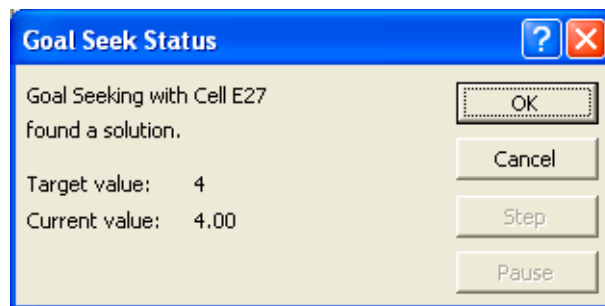 Goal Seek Status
Goal Seeking with Cell E27
found a solution.
Target value: 4
Current value: 4.00
OK
Cancel
Step
Pause